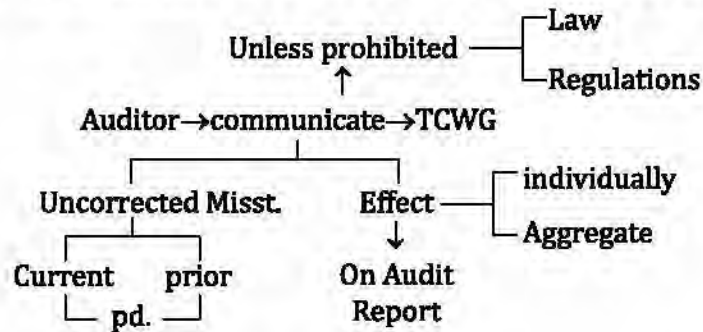 Law
Unless prohibited
Regulations
Auditor→communicate→TCWG
individually
Uncorrected Misst. Effect
Aggregate
Current prior On Audit
Report
pd.